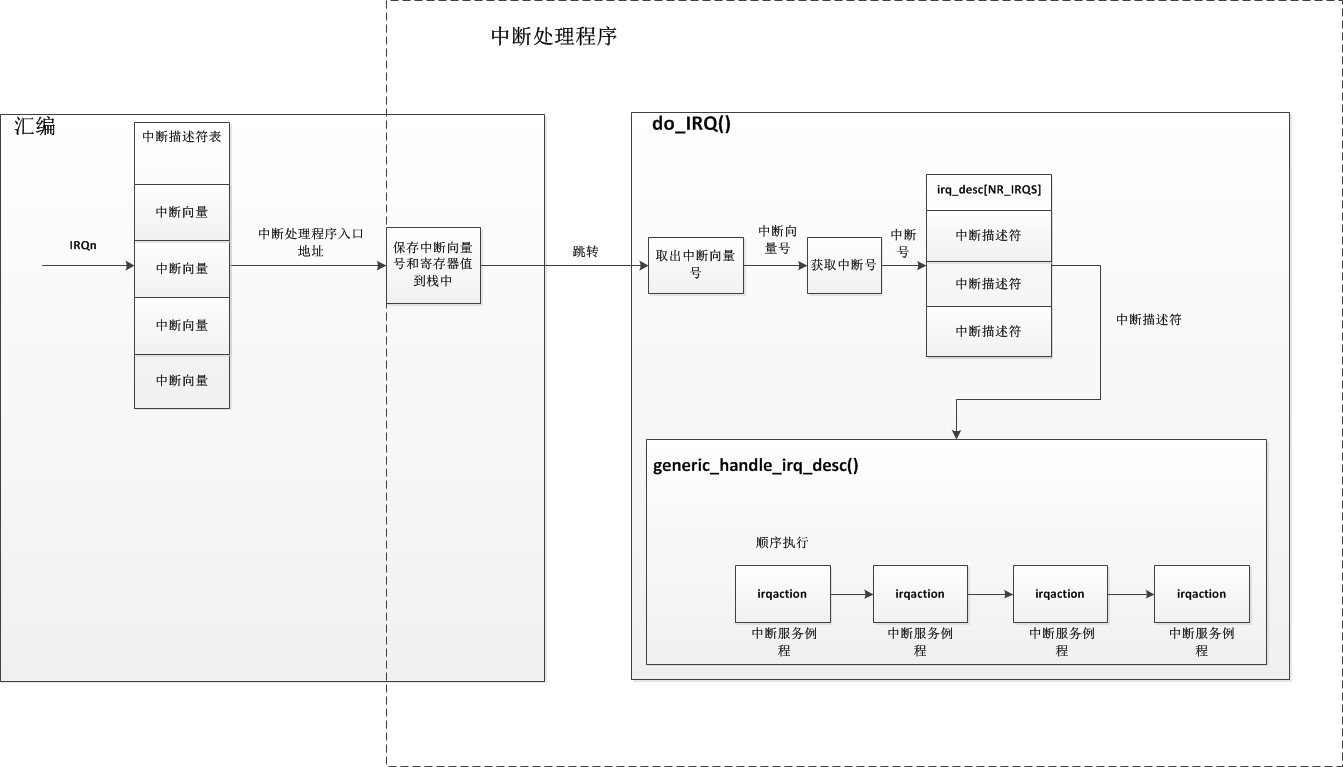 中断处理程序
汇编
中断描述符表
中断向量
中断向量
中断向量
中断向量
IRQn
中断处理程序入口
地址
保存中断向量
号和寄存器值
到栈中
跳转
do_IRQ()
取出中断向量
号
中断向
量号
获取中断号
中断
号
irq_desc[NR_IRQS]
中断描述符
中断描述符
中断描述符
中断描述符
generic_handle_irq_desc()
顺序执行
irqaction
irqaction
irqaction
irqaction
中断服务例
程
中断服务例
程
中断服务例
程
中断服务例
程